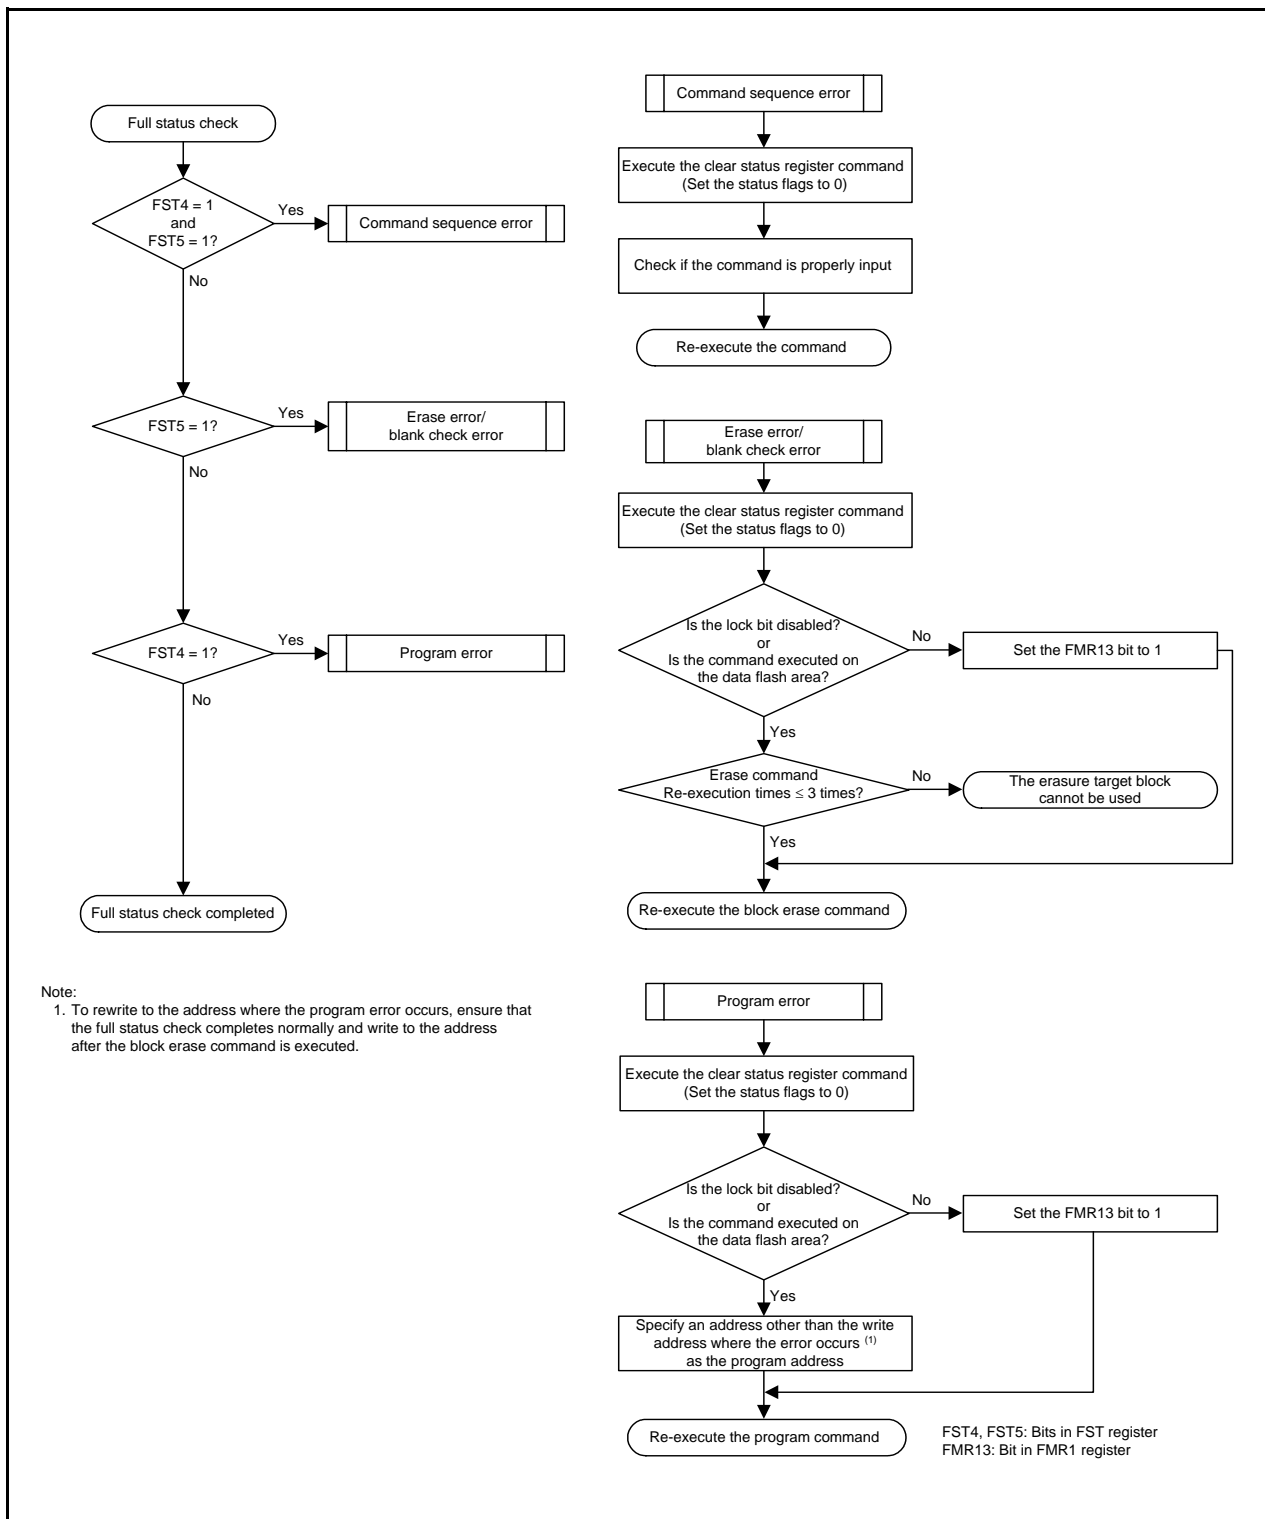 Full status check
FST4 = 1
and
FST5 = 1?
Yes
Command sequence error
No
FST5 = 1?
Yes
Erase error/
blank check error
No
FST4 = 1?
Yes
Program error
No
Full status check completed
Note:
1. To rewrite to the address where the program error occurs, ensure that
the full status check completes normally and write to the address
after the block erase command is executed.
Command sequence error
Execute the clear status register command
(Set the status flags to 0)
Check if the command is properly input
Re-execute the command
Erase error/
blank check error
Execute the clear status register command
(Set the status flags to 0)
Is the lock bit disabled?
or
Is the command executed on
the data flash area?
No
Set the FMR13 bit to 1
Yes
Erase command
Re-execution times ≤ 3 times?
No
The erasure target block
cannot be used
Yes
Re-execute the block erase command
Program error
Execute the clear status register command
(Set the status flags to 0)
Is the lock bit disabled?
or
Is the command executed on
the data flash area?
No
Set the FMR13 bit to 1
Yes
Specify an address other than the write
address where the error occurs (1)
as the program address
Re-execute the program command
FST4, FST5: Bits in FST register
FMR13: Bit in FMR1 register